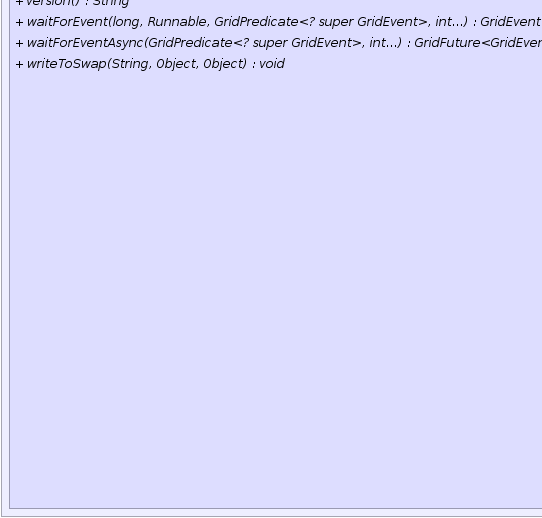 + version() : String
+ waitForEvent(long, Runnable, GridPredicate<? super GridEvent>, int...) : GridEvent
+ waitForEventAsync(GridPredicate<? super GridEvent>, int...) : GridFuture<GridEven
+ writeToSwap(String, Object, Object) : void